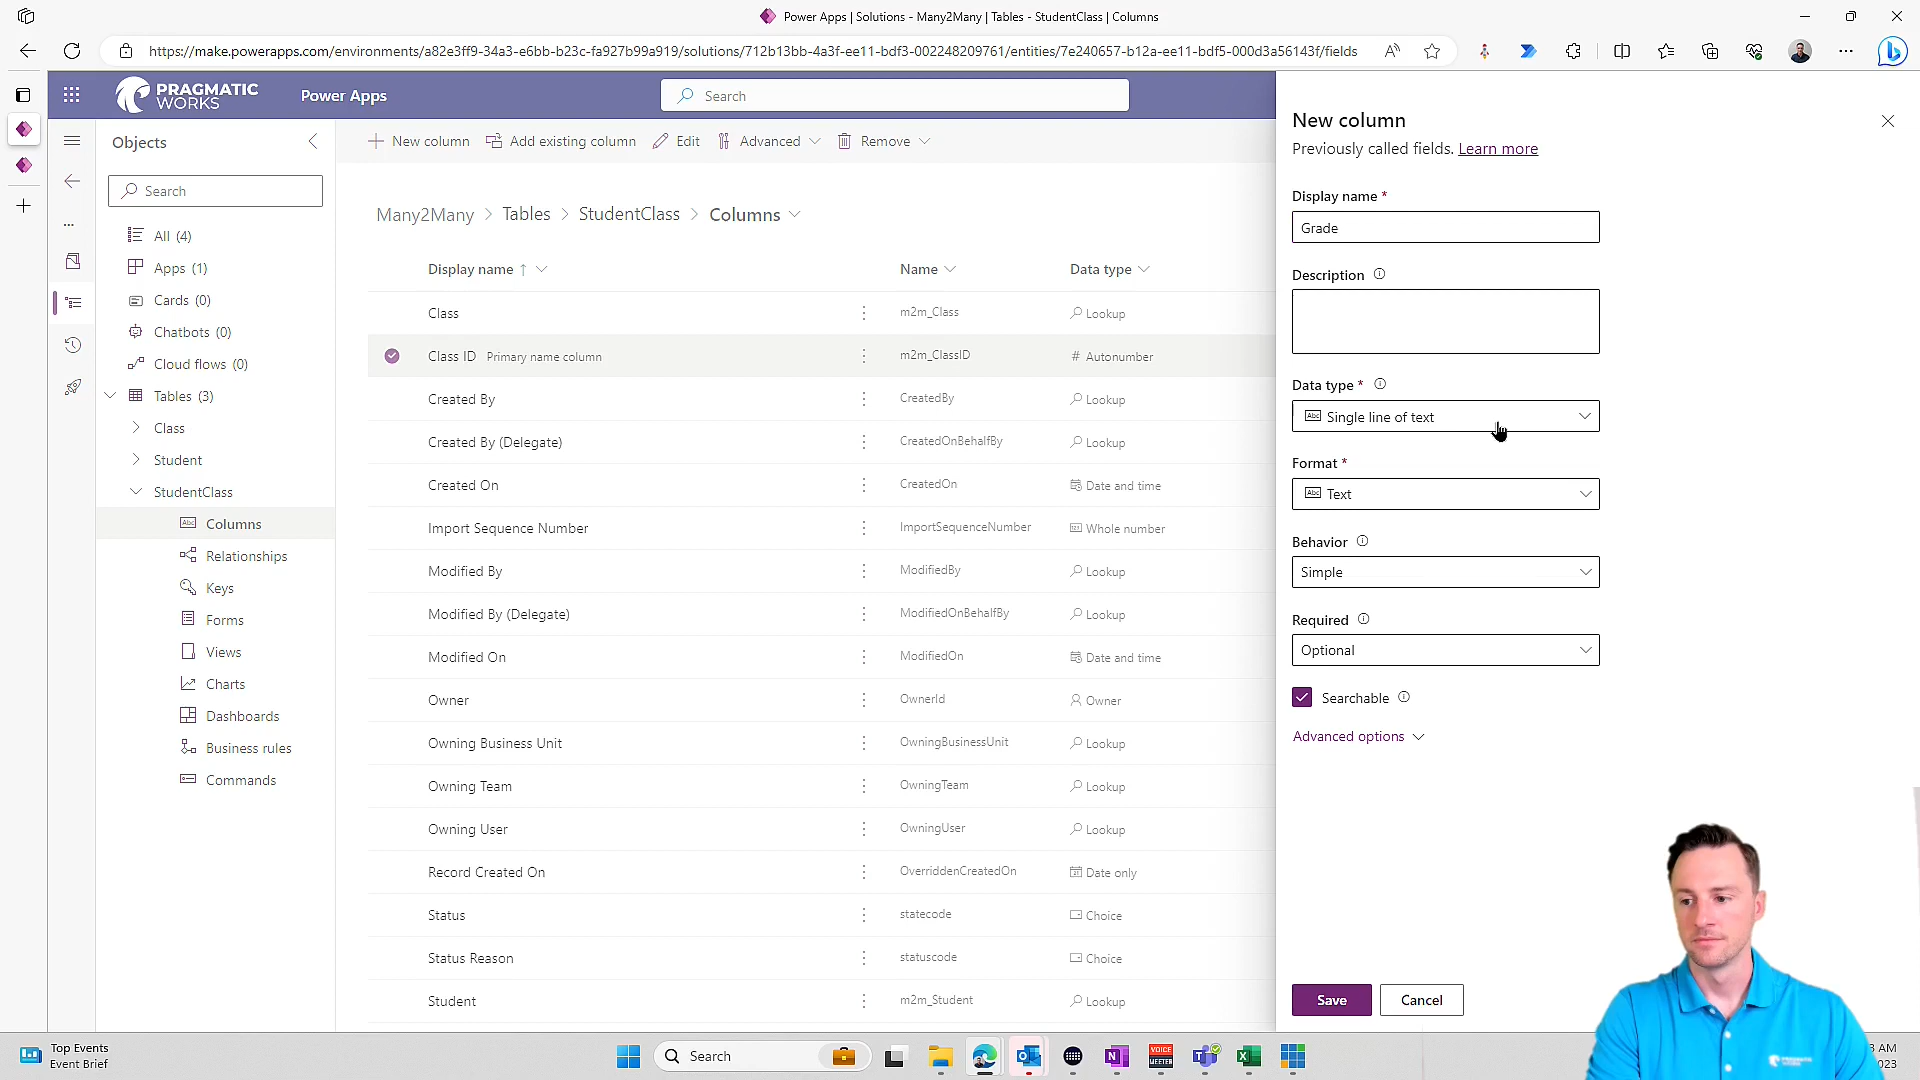 Power Apps | Solutions - Many2Many | Tables - StudentClass | Columns
https://make.powerapps.com/environments/a82e3ff9-34a3-e6bb-b23c-fa927b99a919/solutions/712b13bb-4a3f-ee11-bdf3-002248209761/entities/7e240657-b12a-ee11-bdf5-000d3a56143f/fields
PRAGMATIC
WORKS
Power Apps
Search
Objects
Search
All (4)
Apps (1)
Cards (0)
Chatbots (0)
Cloud flows (0)
Tables (3)
Class
Student
StudentClass
Columns
Relationships
Keys
Forms
Views
Charts
Dashboards
Business rules
Commands
New column
Add existing column
Edit
Advanced
Remove
Many2Many > Tables > StudentClass > Columns
Display name ↑ Name Data type
Class m2m_Class Lookup
Class ID Primary name column m2m_ClassID # Autonumber
Created By CreatedBy Lookup
Created By (Delegate) CreatedOnBehalfBy Lookup
Created On CreatedOn Date and time
Import Sequence Number ImportSequenceNumber Whole number
Modified By ModifiedBy Lookup
Modified By (Delegate) ModifiedOnBehalfBy Lookup
Modified On ModifiedOn Date and time
Owner OwnerId Owner
Owning Business Unit OwningBusinessUnit Lookup
Owning Team OwningTeam Lookup
Owning User OwningUser Lookup
Record Created On OverriddenCreatedOn Date only
Status statecode Choice
Status Reason statuscode Choice
Student m2m_Student Lookup
New column
Previously called fields. Learn more
Display name *
Grade
Description
Data type *
Abc Single line of text
Format *
Abc Text
Behavior
Simple
Required
Optional
Searchable
Advanced options
Save
Cancel
PRAGMATIC
WORKS
Top Events
Event Brief
Search
VOICE
MEETER
3 AM
023